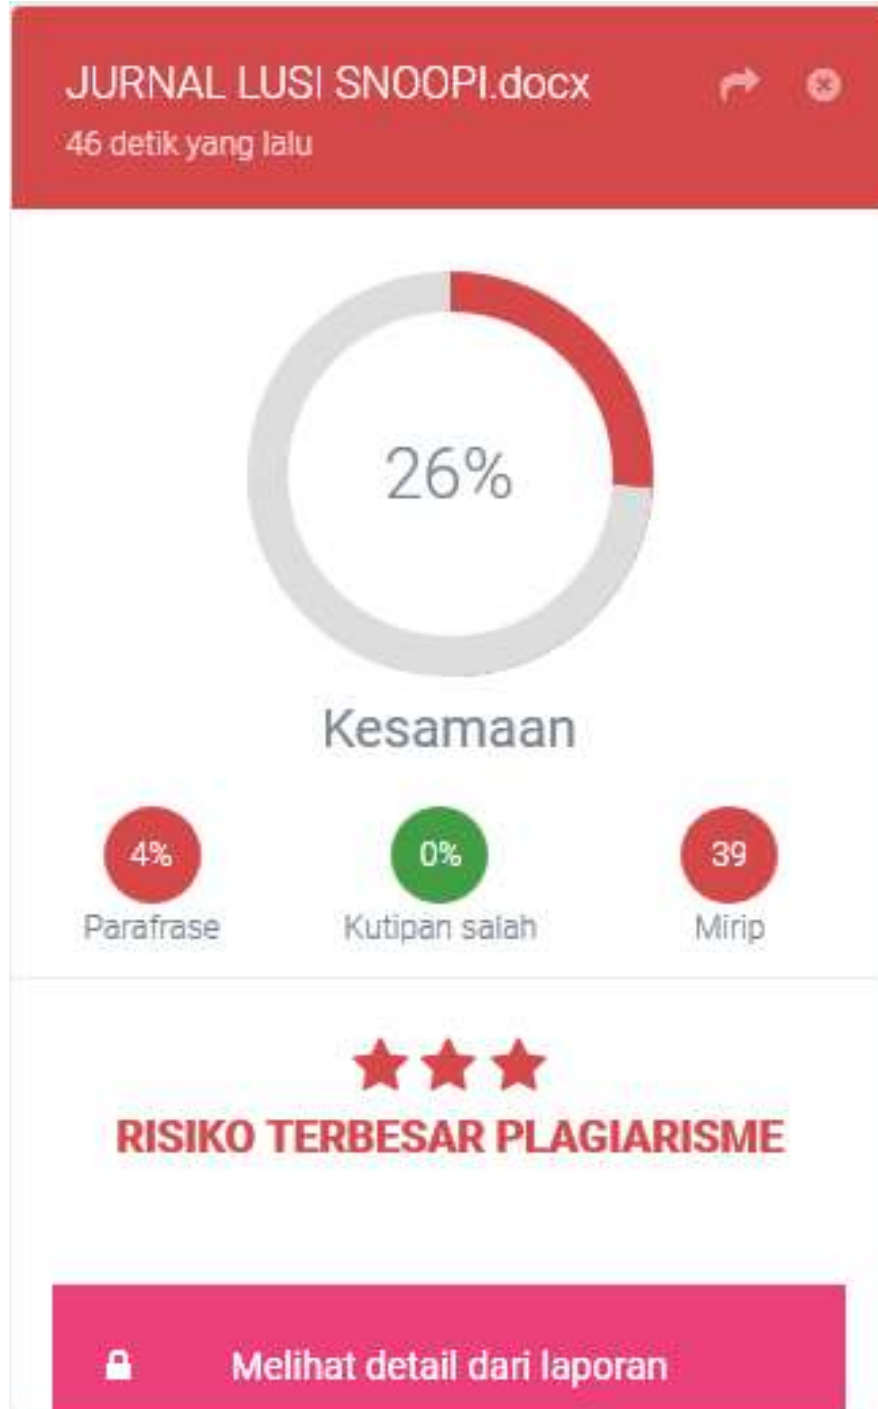 JURNAL LUSI SNOOPI.docx
46 detik yang lalu
26%
Kesamaan
4%
0%
39
Parafrase
Kutipan salah
Mirip
RISIKO TERBESAR PLAGIARISME
Melihat detail dari laporan